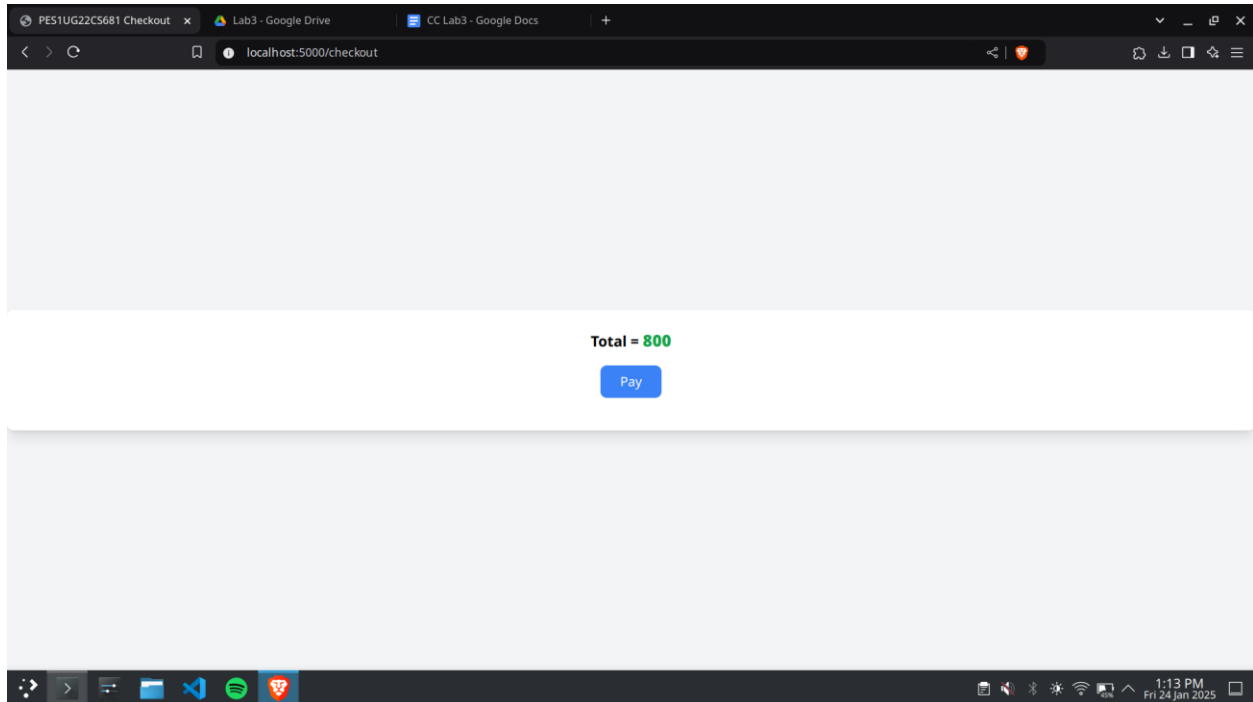 PES1UG22CS681 Checkout
Lab3 - Google Drive
CC Lab3 - Google Docs
localhost:5000/checkout
Total = 800
Pay
45%
1:13 PM
Fri 24 Jan 2025